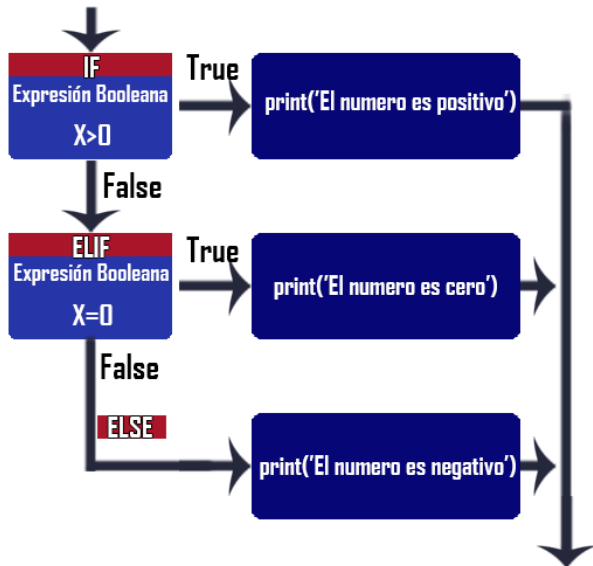 IF
True
Expresión Booleana
X>0
print('El numero es positivo')
False
ELIF
True
Expresión Booleana
X=0
print('El numero es cero')
False
ELSE
print('El numero es negativo')